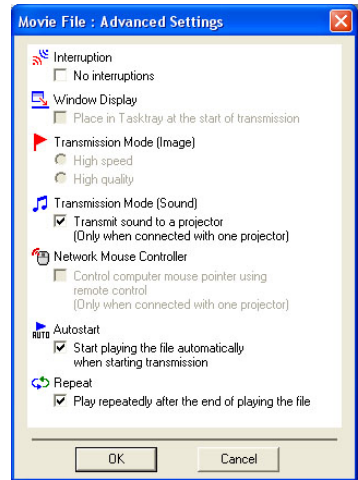 Movie File : Advanced Settings
Interruption
No interruptions
Window Display
Place in Tasktray at the start of transmission
Transmission Mode (Image)
High speed
High quality
Transmission Mode (Sound)
Transmit sound to a projector
(Only when connected with one projector)
Network Mouse Controller
Control computer mouse pointer using
remote control
(Only when connected with one projector)
AUTO Autostart
Start playing the file automatically
when starting transmission
Repeat
Play repeatedly after the end of playing the file
OK Cancel